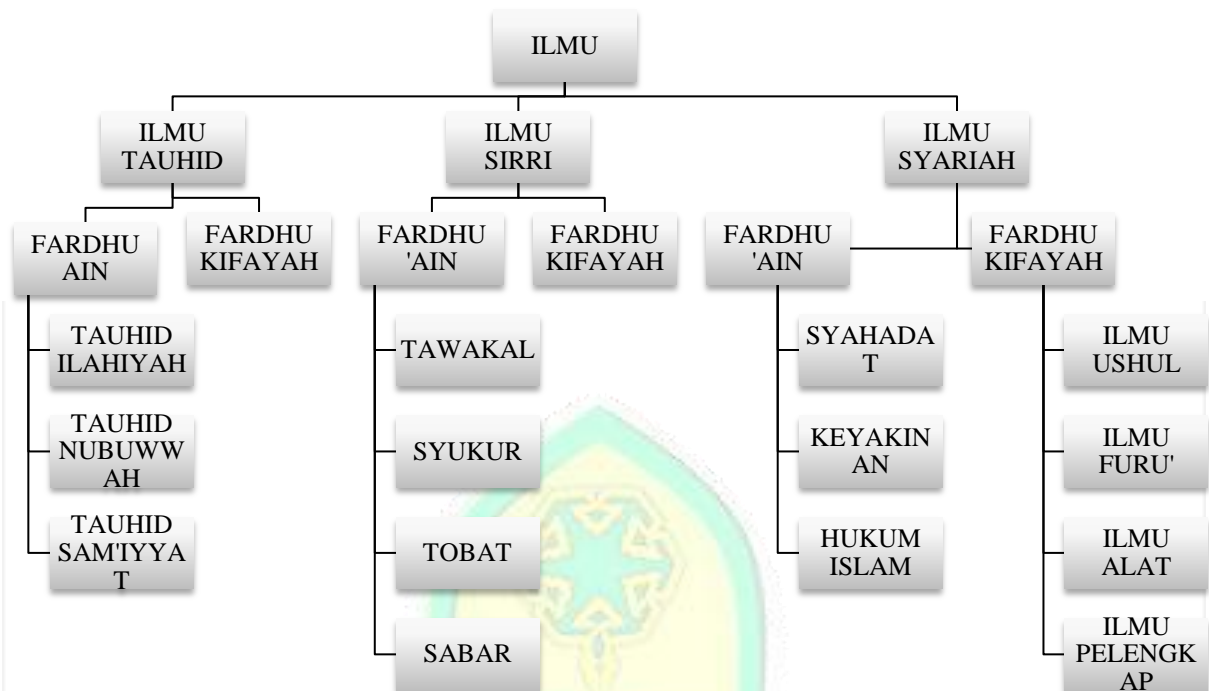 ILMU
ILMU
TAUHID
ILMU
SIRRI
ILMU
SYARIAH
FARDHU
AIN
FARDHU
KIFAYAH
FARDHU
'AIN
FARDHU
KIFAYAH
FARDHU
'AIN
FARDHU
KIFAYAH
TAUHID
ILAHIYAH
TAUHID
NUBUWW
AH
TAUHID
SAM'IYYA
T
TAWAKAL
SYUKUR
TOBAT
SABAR
SYAHADA
T
KEYAKIN
AN
HUKUM
ISLAM
ILMU
USHUL
ILMU
FURU'
ILMU
ALAT
ILMU
PELENGK
AP